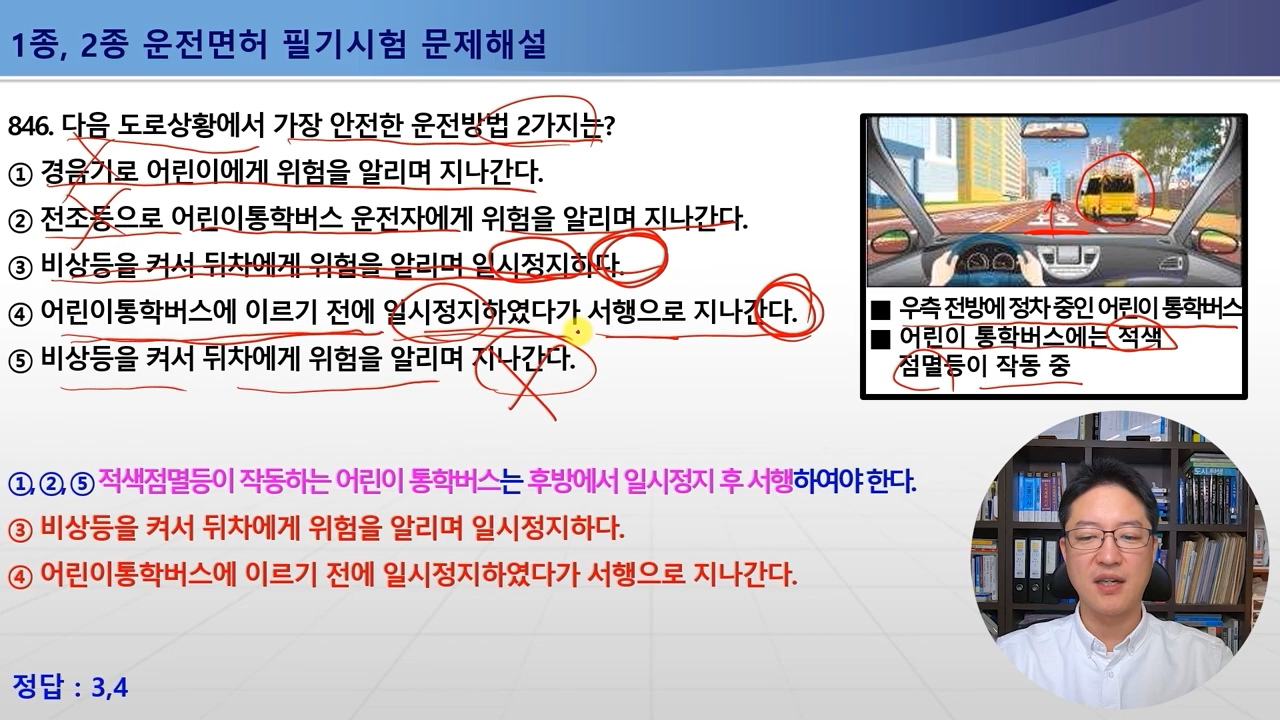 1종, 2종 운전면허 필기시험 문제해설
846. 다음 도로상황에서 가장 안전한 운전방법 2가지는?
① 경음기로 어린이에게 위험을 알리며 지나간다.
② 전조등으로 어린이통학버스 운전자에게 위험을 알리며 지나간다.
③ 비상등을 켜서 뒤차에게 위험을 알리며 일시정지하다.
④ 어린이통학버스에 이르기 전에 일시정지하였다가 서행으로 지나간다.
⑤ 비상등을 켜서 뒤차에게 위험을 알리며 지나간다.
■ 우측 전방에 정차 중인 어린이 통학버스
■ 어린이 통학버스에는 적색
점멸등이 작동 중
①,②,⑤ 적색점멸등이 작동하는 어린이 통학버스는 후방에서 일시정지 후 서행하여야 한다.
③ 비상등을 켜서 뒤차에게 위험을 알리며 일시정지하다.
④ 어린이통학버스에 이르기 전에 일시정지하였다가 서행으로 지나간다.
정답 : 3,4